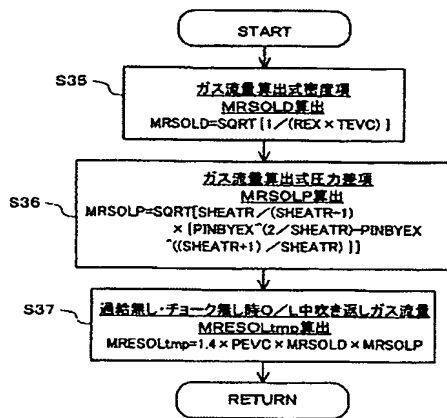 START
S35
ガス流量算出式密度項
MRSOLD算出
MRSOLD=SQRT [1/(REX×TEVC) ]
ガス流量算出式圧力差項
MRSOLP算出
S36
MRSOLP=SQRT[SHEATR/(SHEATR-1)
× [PINBYEX^(2/SHEATR)-PINBYEX
^((SHEATR+1) /SHEATR) ]]
S37
過給無し・チョーク無し時O/L中吹き返しガス流量
MRESOLtmp算出
MRESOLtmp=1.4×PEVC×MRSOLD×MRSOLP
RETURN